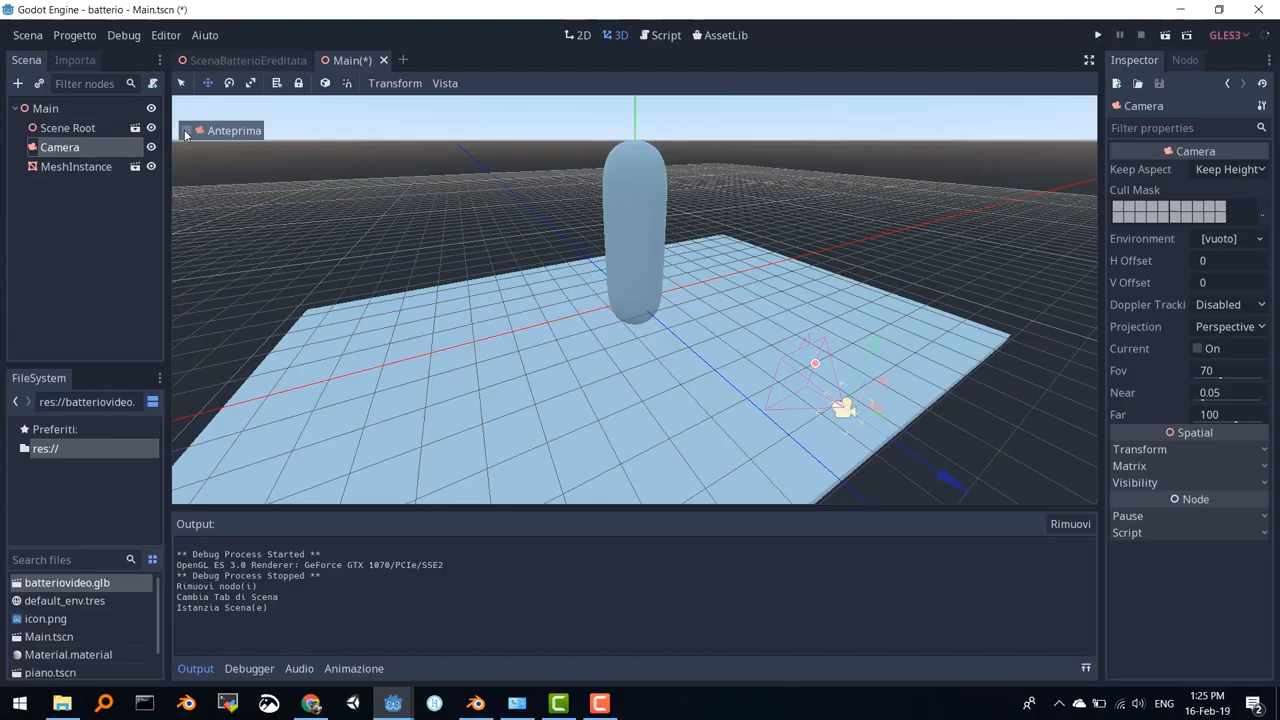 Godot Engine - batterio - Main.tscn (*)
Scena Progetto Debug Editor Aiuto
2D 3D Script AssetLib
GLES3
Scena Importa
Filter nodes
Main
Scene Root
Camera
MeshInstance
FileSystem
res://batteriovideo.
Preferiti:
res://
Search files
batteriovideo.glb
default_env.tres
icon.png
Main.tscn
Material.material
piano.tscn
ScenaBatterioEreditata
Main(*)
Transform Vista
Anteprima
Output:
Rimuovi
** Debug Process Started **
OpenGL ES 3.0 Renderer: GeForce GTX 1070/PCIe/SSE2
** Debug Process Stopped **
Rimuovi nodo(i)
Cambia Tab di Scena
Istanzia Scena(e)
Output Debugger Audio Animazione
Inspector Nodo
Camera
Filter properties
Camera
Keep Aspect Keep Height
Cull Mask
..
Environment [vuoto]
H Offset 0
V Offset 0
Doppler Tracki Disabled
Projection Perspective
Current On
Fov 70
Near 0.05
Far 100
Spatial
Transform
Matrix
Visibility
Node
Pause
Script
ENG
1:25 PM
16-Feb-19
2